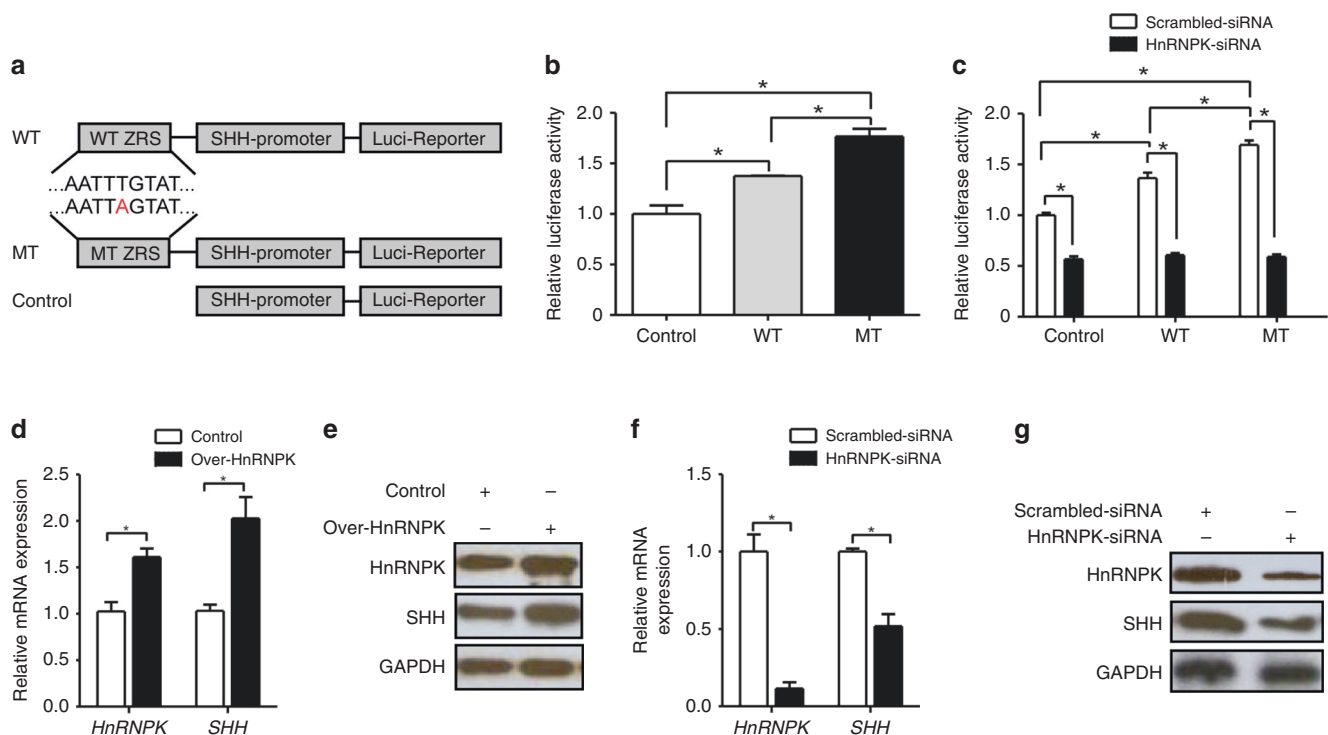 a
WT
WT ZRS
SHH-promoter
Luci-Reporter
...AATTTGTAT...
...AATTAGTAT...
MT
MT ZRS
SHH-promoter
Luci-Reporter
Control
SHH-promoter
Luci-Reporter
b
Relative luciferase activity
2.0
1.5
1.0
0.5
0
*
*
*
Control
WT
MT
Scrambled-siRNA
HnRNPK-siRNA
c
Relative luciferase activity
2.0
1.5
1.0
0.5
0
*
*
*
*
*
*
Control
WT
MT
d
Control
Over-HnRNPK
Relative mRNA expression
2.5
2.0
1.5
1.0
0.5
0.0
*
*
HnRNPK
SHH
e
Control + –
Over-HnRNPK – +
HnRNPK
SHH
GAPDH
f
Scrambled-siRNA
HnRNPK-siRNA
Relative mRNA
expression
1.5
1.0
0.5
0.0
*
*
HnRNPK
SHH
g
Scrambled-siRNA + –
HnRNPK-siRNA – +
HnRNPK
SHH
GAPDH